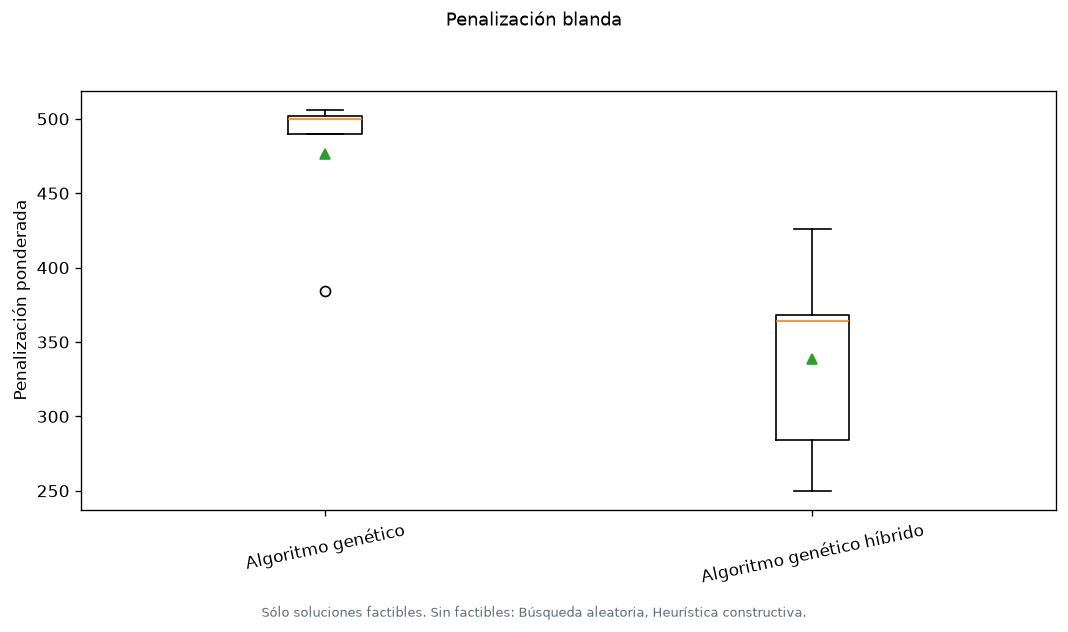 Penalización blanda
Penalización ponderada
500
450
400
350
300
250
Algoritmo genético
Algoritmo genético híbrido
Sólo soluciones factibles. Sin factibles: Búsqueda aleatoria, Heurística constructiva.